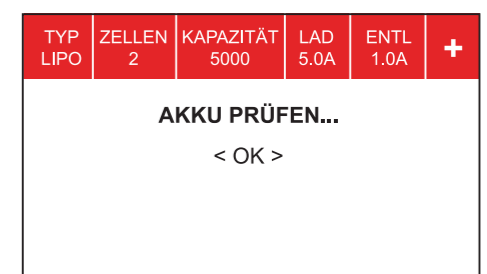 TYP ZELLEN KAPAZITÄT LAD ENTL +
LIPO 2 5000 5.0A 1.0A
AKKU PRÜFEN...
< OK >